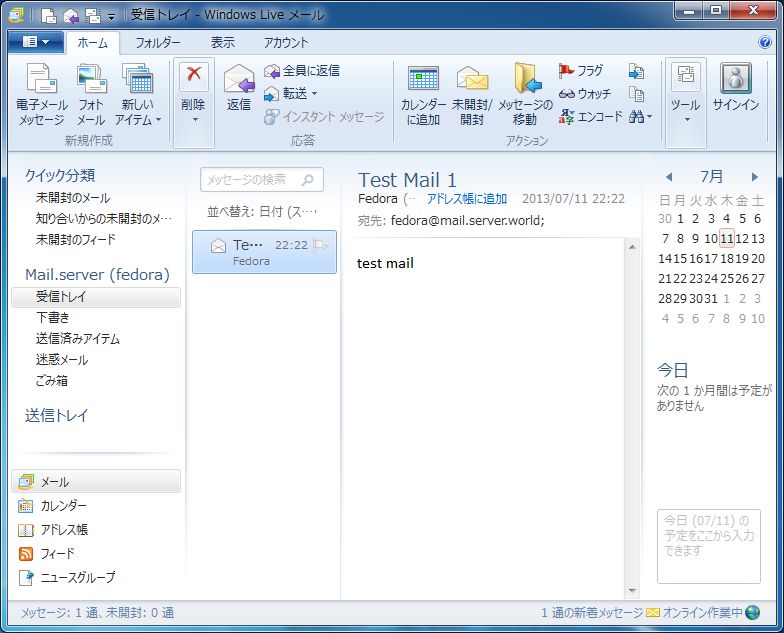 受信トレイ - Windows Live メール
ホーム フォルダー 表示 アカウント
電子メール メッセージ
フォト メール
新しい アイテム
新規作成
削除
返信
全員に返信
転送
インスタント メッセージ
応答
カレンダー に追加
未開封/ 開封
メッセージの 移動
フラグ
ウォッチ
エンコード
アクション
ツール
サインイン
クイック分類
未開封のメール
知り合いからの未開封のメ…
未開封のフィード
Mail.server (fedora)
受信トレイ
下書き
送信済みアイテム
迷惑メール
ごみ箱
送信トレイ
メール
カレンダー
アドレス帳
フィード
ニュースグループ
メッセージの検索
並べ替え: 日付 (ス…
Te… 22:22
Fedora
Test Mail 1
Fedora (… アドレス帳に追加 2013/07/11 22:22
宛先: fedora@mail.server.world;
test mail
7月
日 月 火 水 木 金 土
30 1 2 3 4 5 6
7 8 9 10 11 12 13
14 15 16 17 18 19 20
21 22 23 24 25 26 27
28 29 30 31 1 2 3
4 5 6 7 8 9 10
今日
次の 1 か月間は予定が
ありません
今日 (07/11) の
予定をここから入力
できます
メッセージ: 1 通、未開封: 0 通
1 通の新着メッセージ オンライン作業中